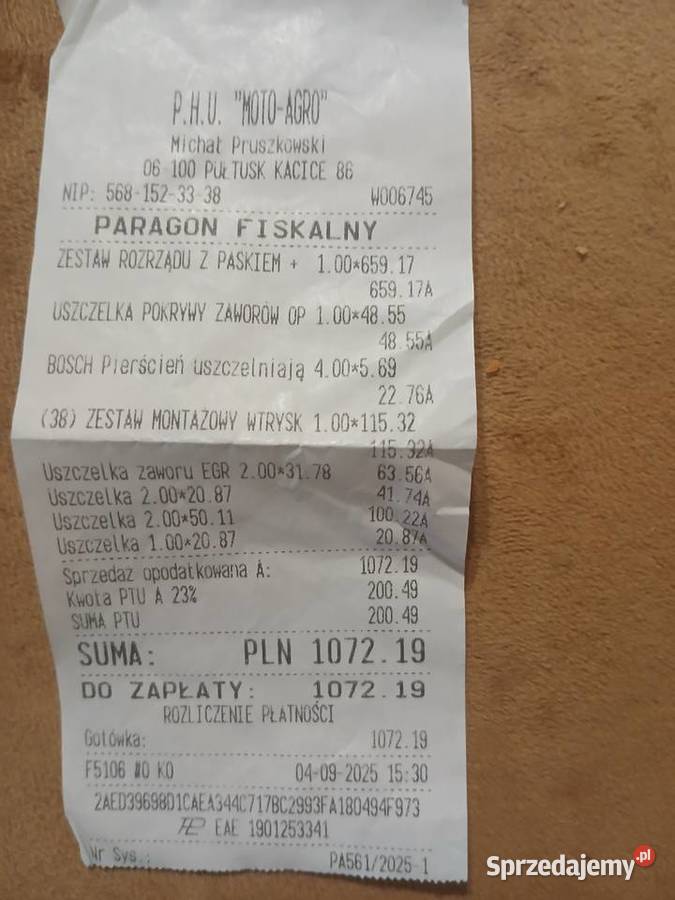 P.H.U. "MOTO-AGRO"
Michał Pruszkowski
06 100 PUŁTUSK KACICE 86
NIP: 568-152-33-38 W006745
PARAGON FISKALNY
ZESTAW ROZRZĄDU Z PASKIEM + 1.00*659.17
659.17A
USZCZELKA POKRYWY ZAWORÓW OP 1.00*48.55
48.55A
BOSCH Pierścień uszczelniają 4.00*5.69
22.76A
(38) ZESTAW MONTAŻOWY WTRYSK 1.00*115.32
115.32A
Uszczelka zaworu EGR 2.00*31.78 63.56A
Uszczelka 2.00*20.87 41.74A
Uszczelka 2.00*50.11 100.22A
Uszczelka 1.00*20.87 20.87A
Sprzedaż opodatkowana A: 1072.19
Kwota PTU A 23% 200.49
SUMA PTU 200.49
SUMA: PLN 1072.19
DO ZAPŁATY: 1072.19
ROZLICZENIE PŁATNOŚCI
Gotówka: 1072.19
F5106 #0 K0 04-09-2025 15:30
2AED39698D1CAEA344C717BC2993FA180494F973
EAE 1901253341
Nr Sys.: PA561/2025-1
Sprzedajemy.pl